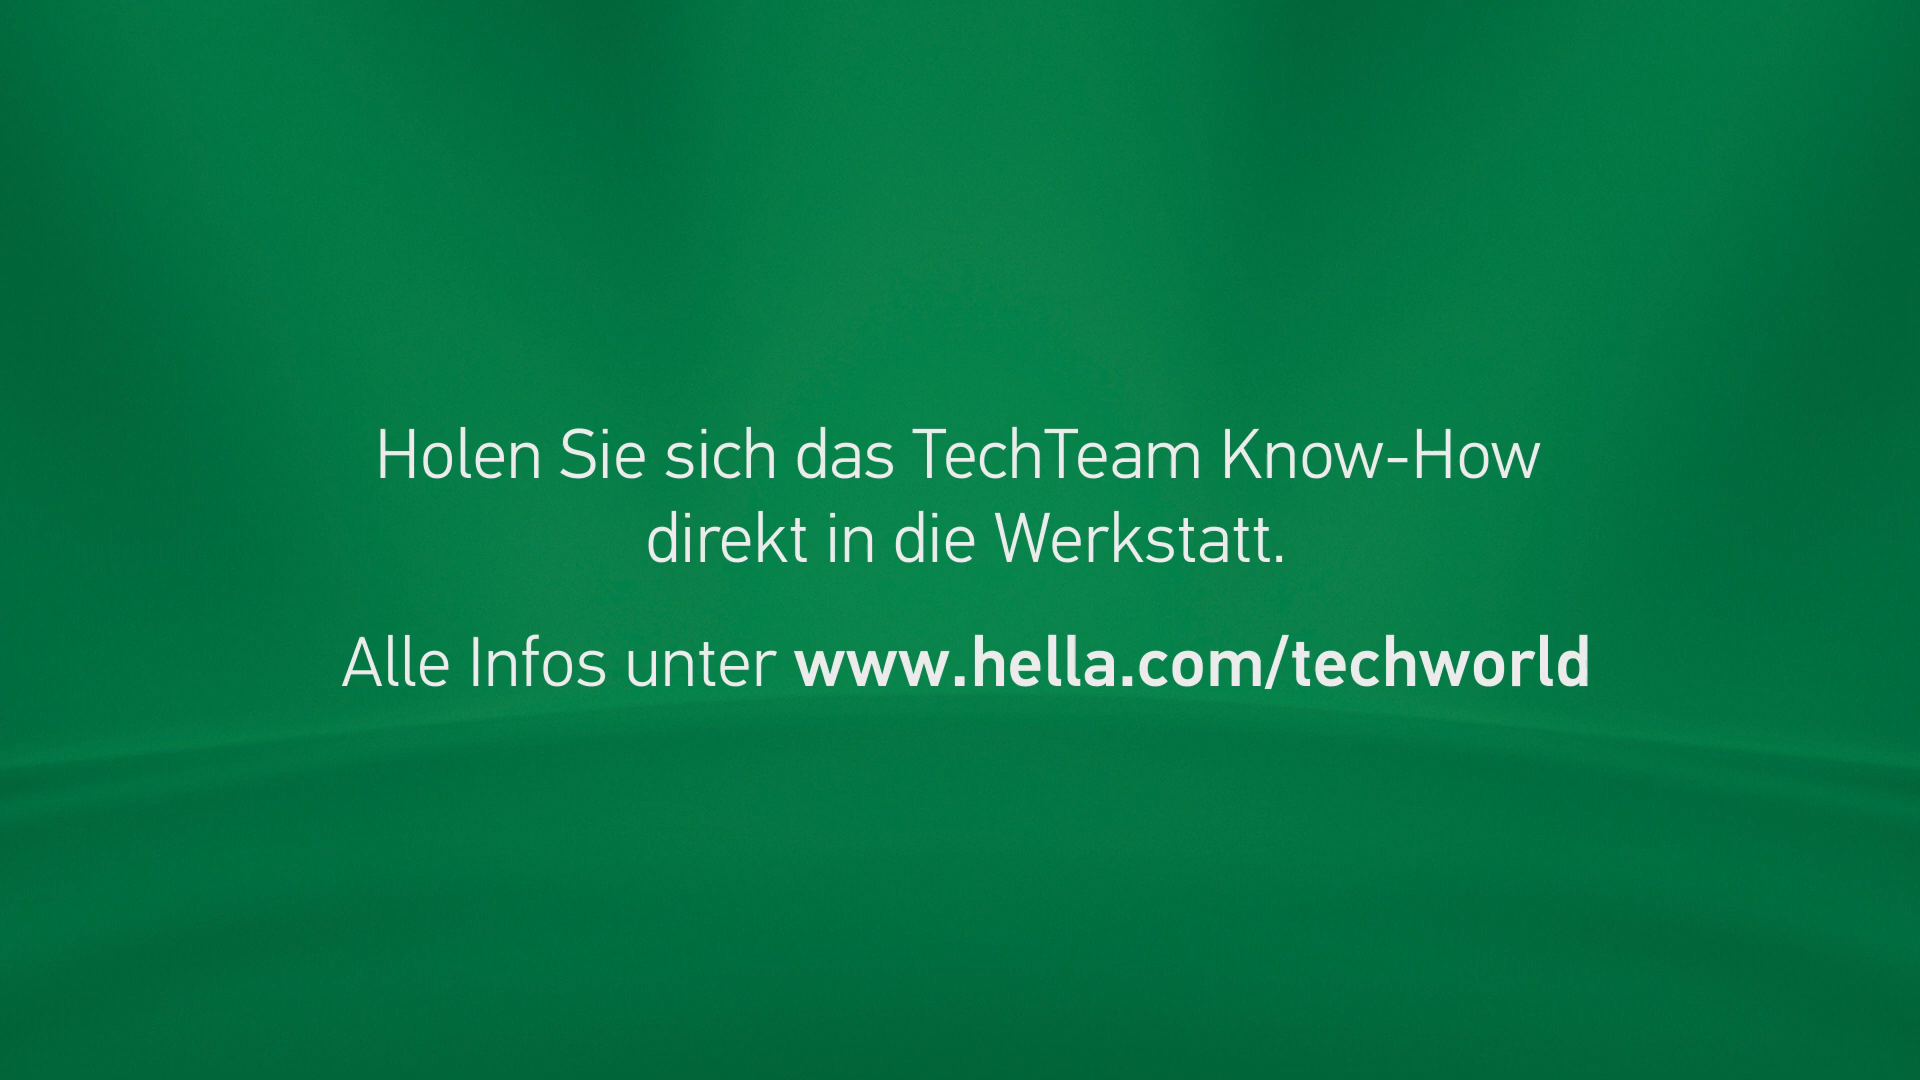 Holen Sie sich das TechTeam Know-How
direkt in die Werkstatt.
Alle Infos unter www.hella.com/techworld